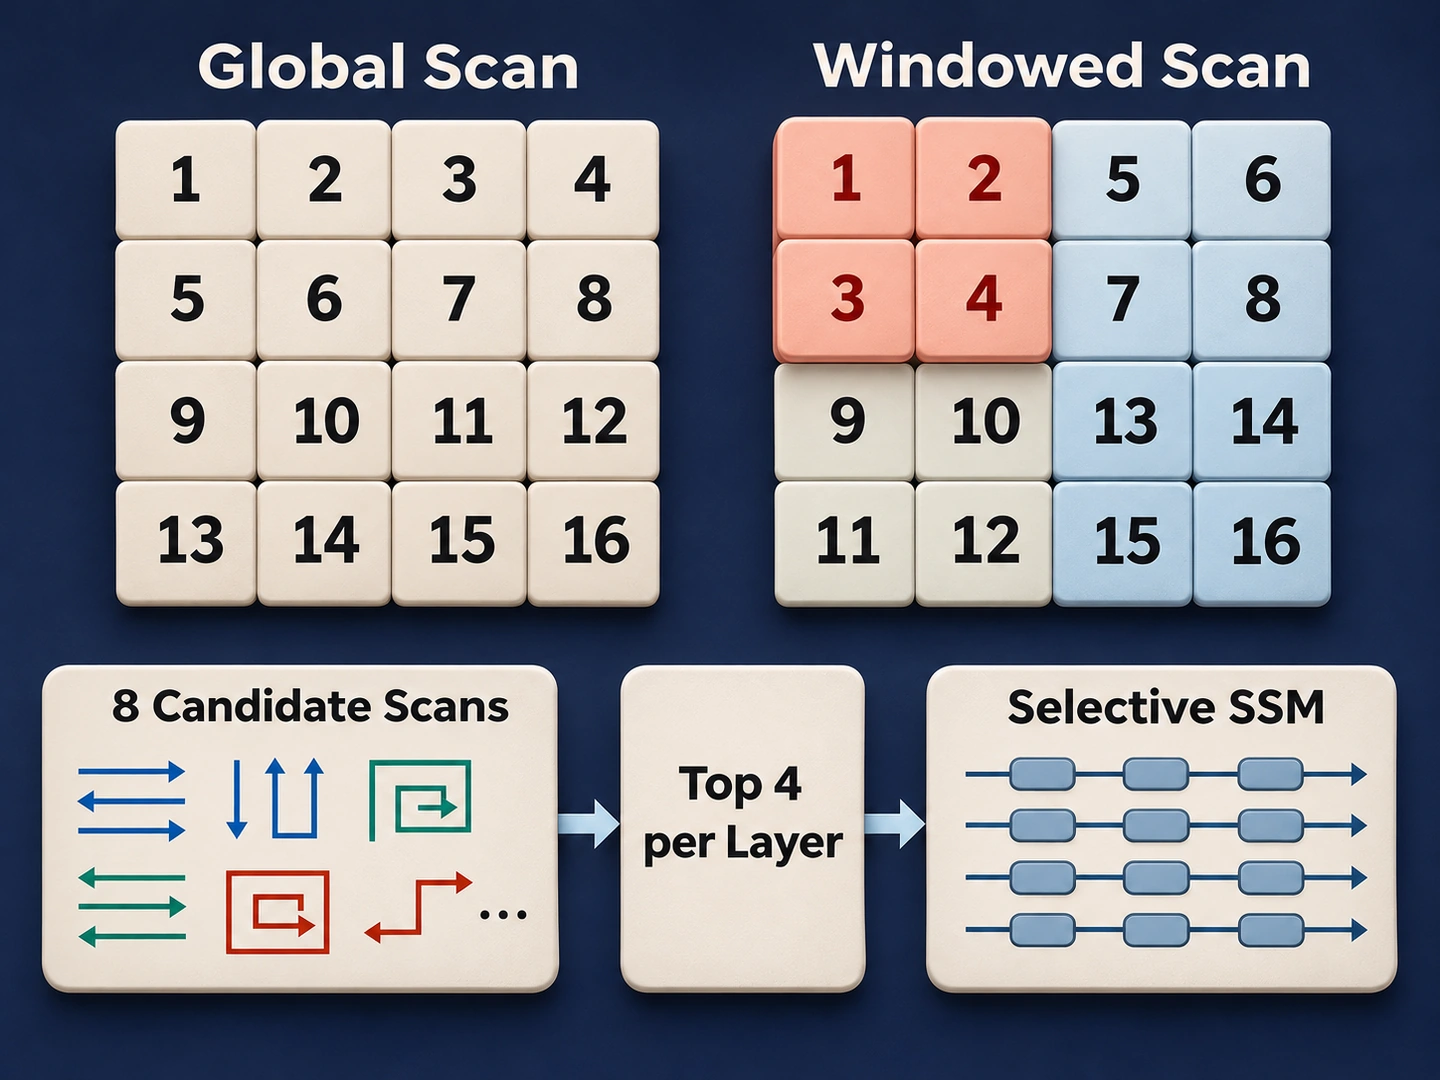 Global Scan
1 2 3 4
5 6 7 8
9 10 11 12
13 14 15 16
Windowed Scan
1 2 5 6
3 4 7 8
9 10 13 14
11 12 15 16
8 Candidate Scans
...
Top 4
per Layer
Selective SSM